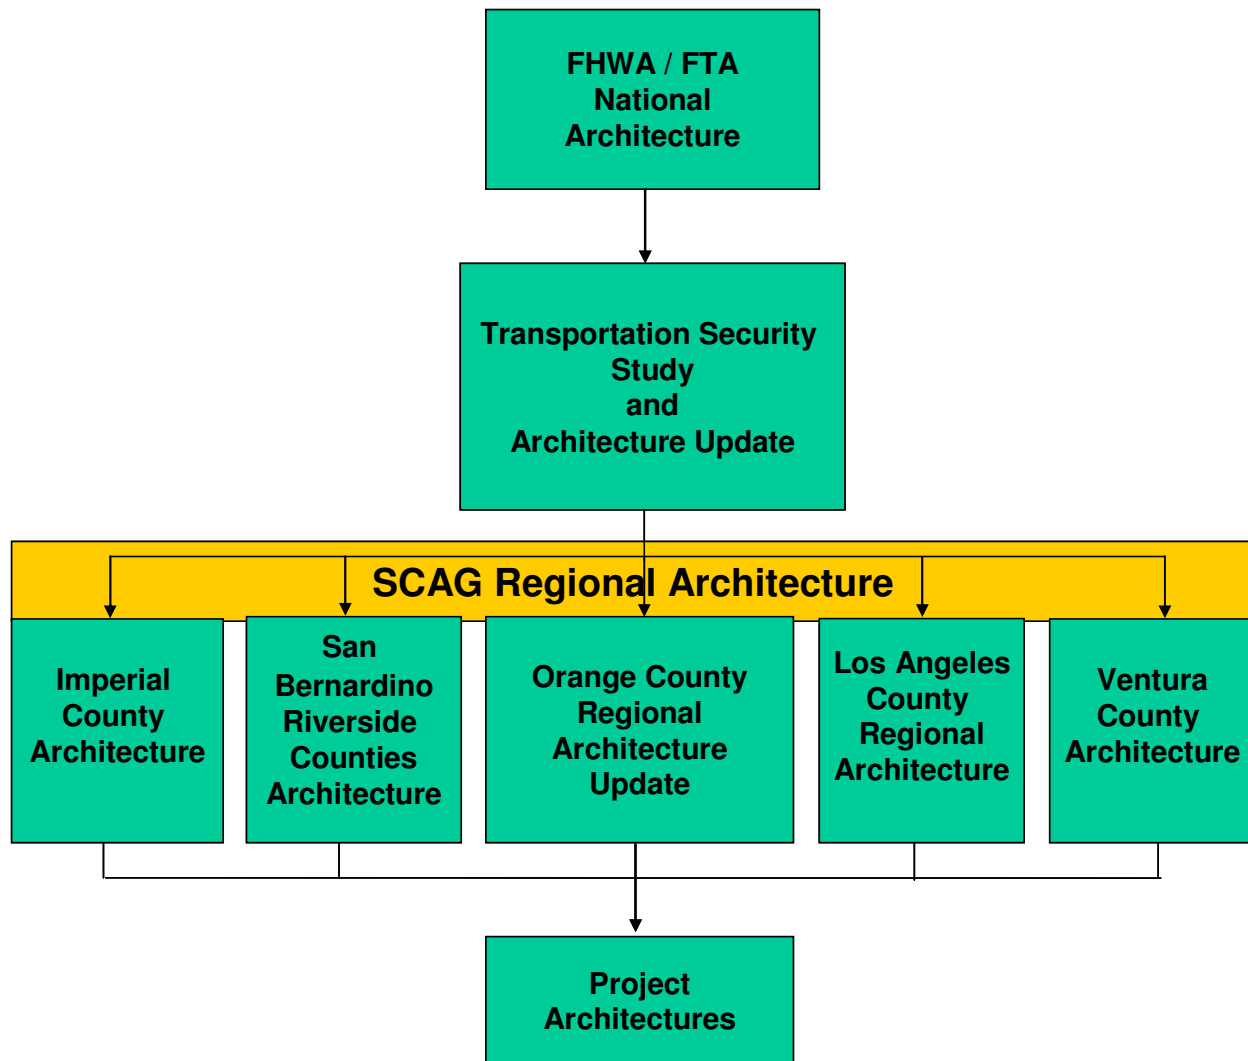 FHWA / FTA
National
Architecture
Transportation Security
Study
and
Architecture Update
SCAG Regional Architecture
Imperial
County
Architecture
San
Bernardino
Riverside
Counties
Architecture
Orange County
Regional
Architecture
Update
Los Angeles
County
Regional
Architecture
Ventura
County
Architecture
Project
Architectures